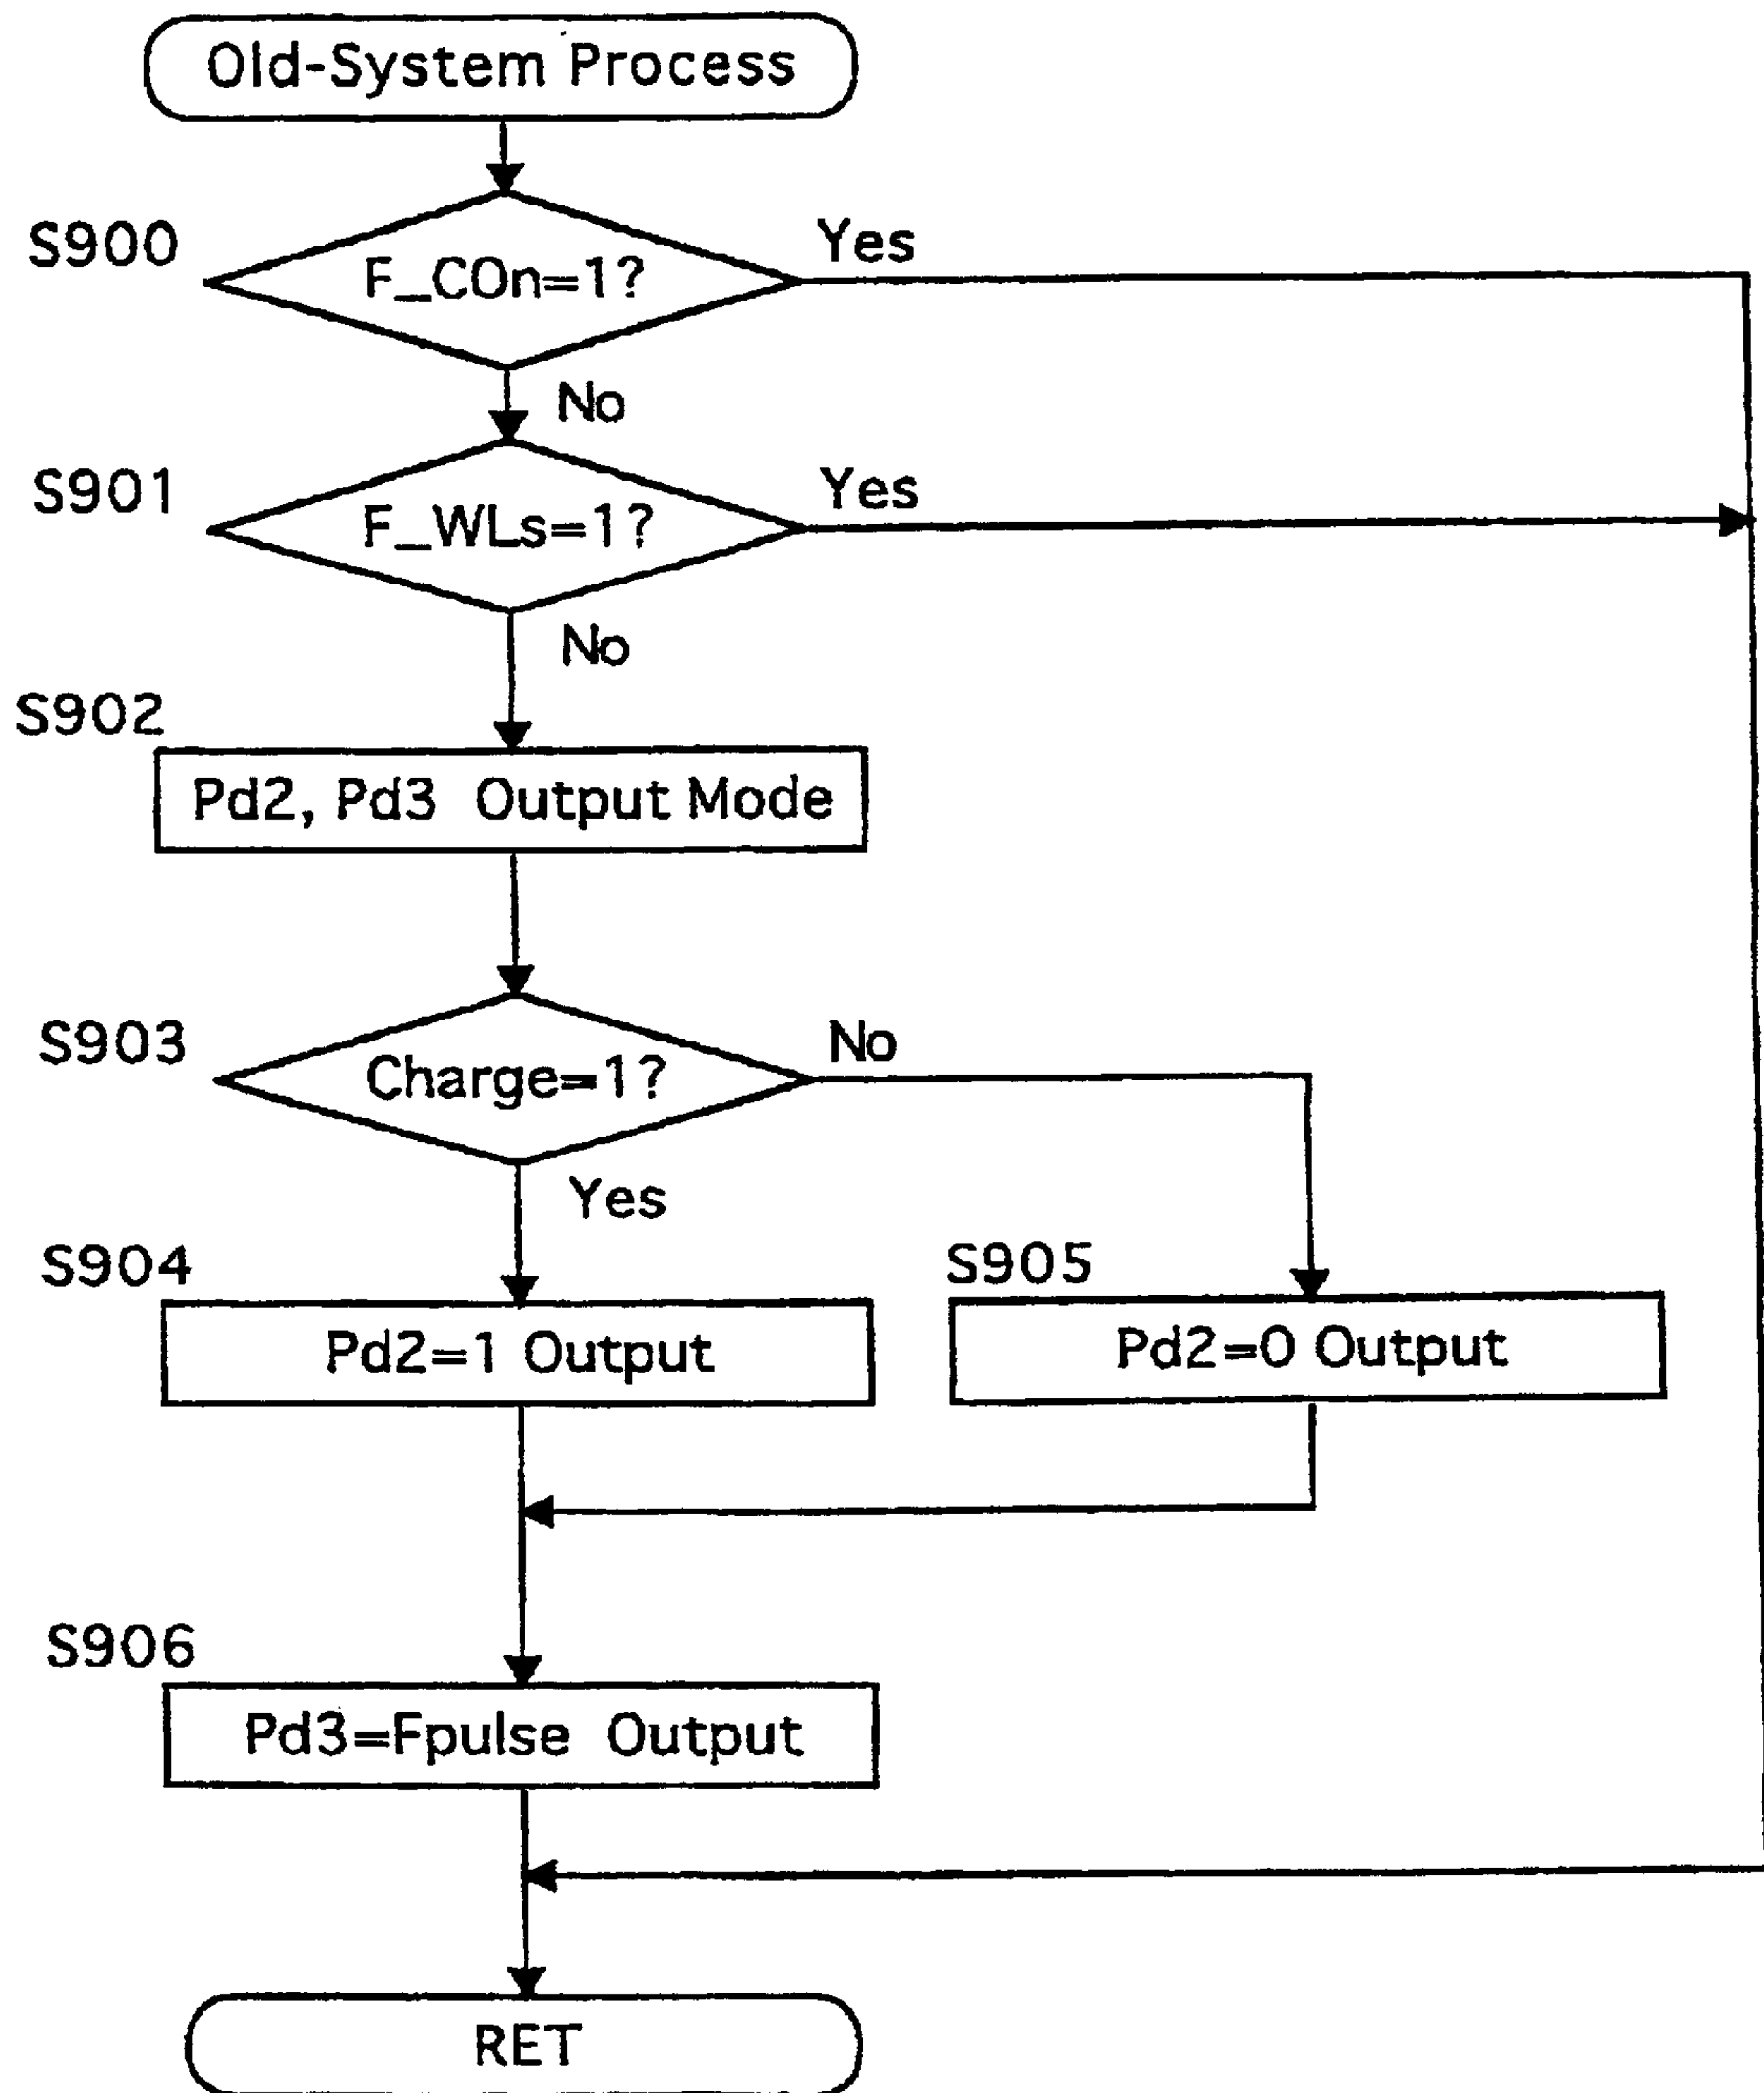 Old-System Process
S900
F_COn=1?
Yes
No
S901
F_WLs=1?
Yes
No
S902
Pd2, Pd3 Output Mode
S903
Charge=1?
No
Yes
S904
Pd2=1 Output
S905
Pd2=0 Output
S906
Pd3=Fpulse Output
RET